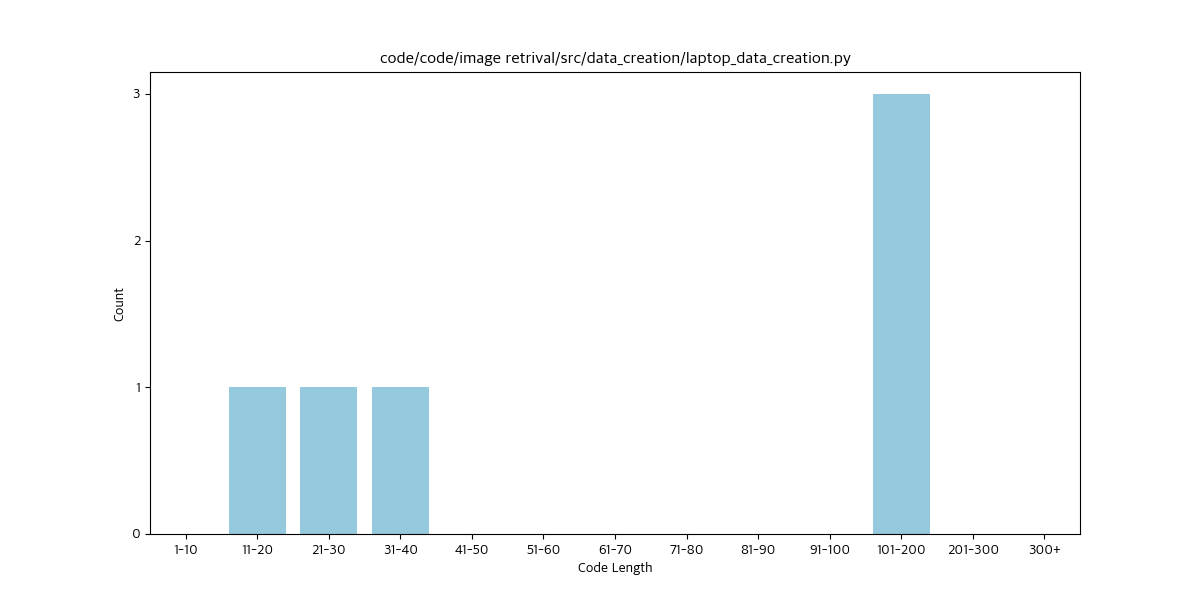 code/code/image retrival/src/data_creation/laptop_data_creation.py
3
2
1
0
Count
1-10 11-20 21-30 31-40 41-50 51-60 61-70 71-80 81-90 91-100 101-200 201-300 300+
Code Length